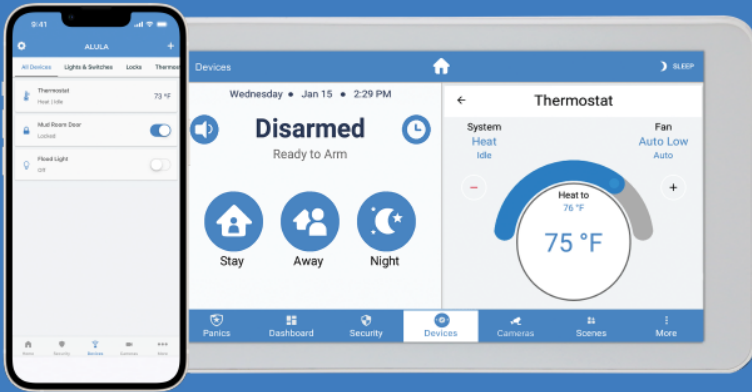 9:41
ALULA +
All Devices Lights & Switches Locks Thermost
Thermostat
Heat | Idle
73 °F
Mud Room Door
Locked
Flood Light
Off
Home Security Devices Cameras More
Devices
SLEEP
Wednesday • Jan 15 • 2:29 PM
Disarmed
Ready to Arm
Stay Away Night
Thermostat
System
Heat
Idle
Fan
Auto Low
Auto
− +
Heat to
76 °F
75 °F
Panics Dashboard Security Devices Cameras Scenes More